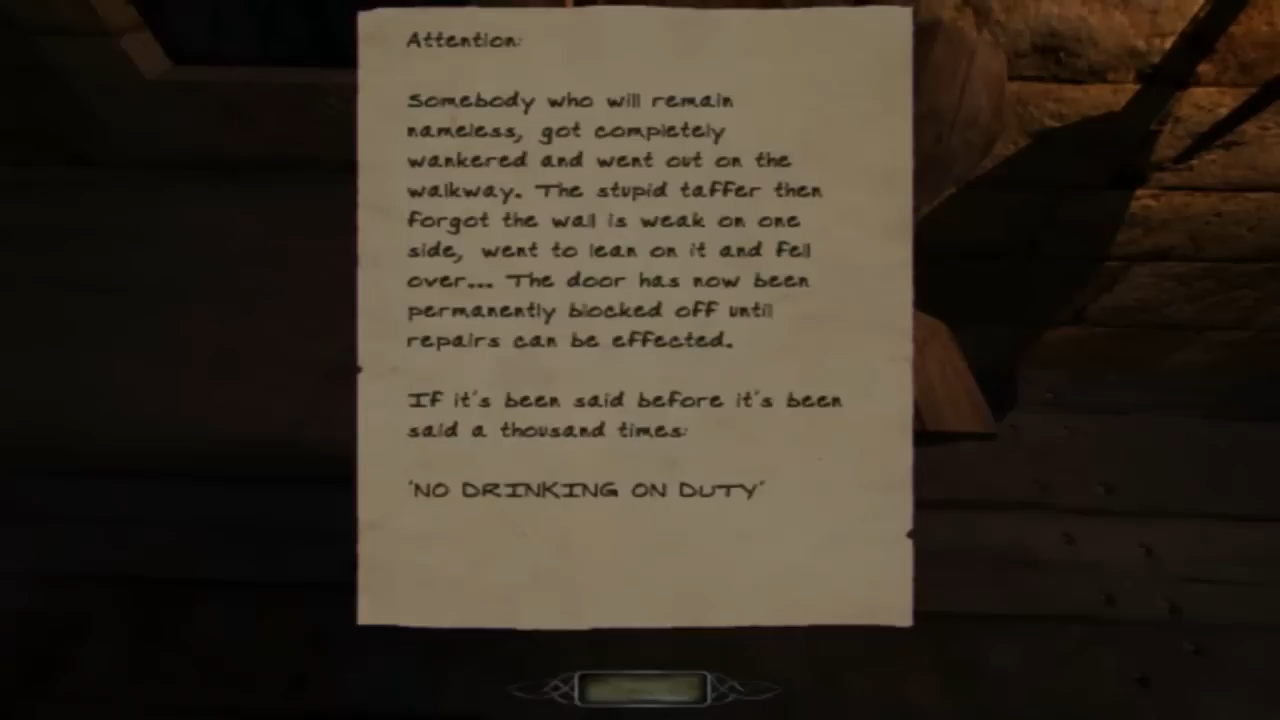 Attention:
Somebody who will remain
nameless, got completely
wankered and went out on the
walkway. The stupid taffer then
forgot the wall is weak on one
side, went to lean on it and fell
over... The door has now been
permanently blocked off until
repairs can be effected.
If it's been said before it's been
said a thousand times:
'NO DRINKING ON DUTY'